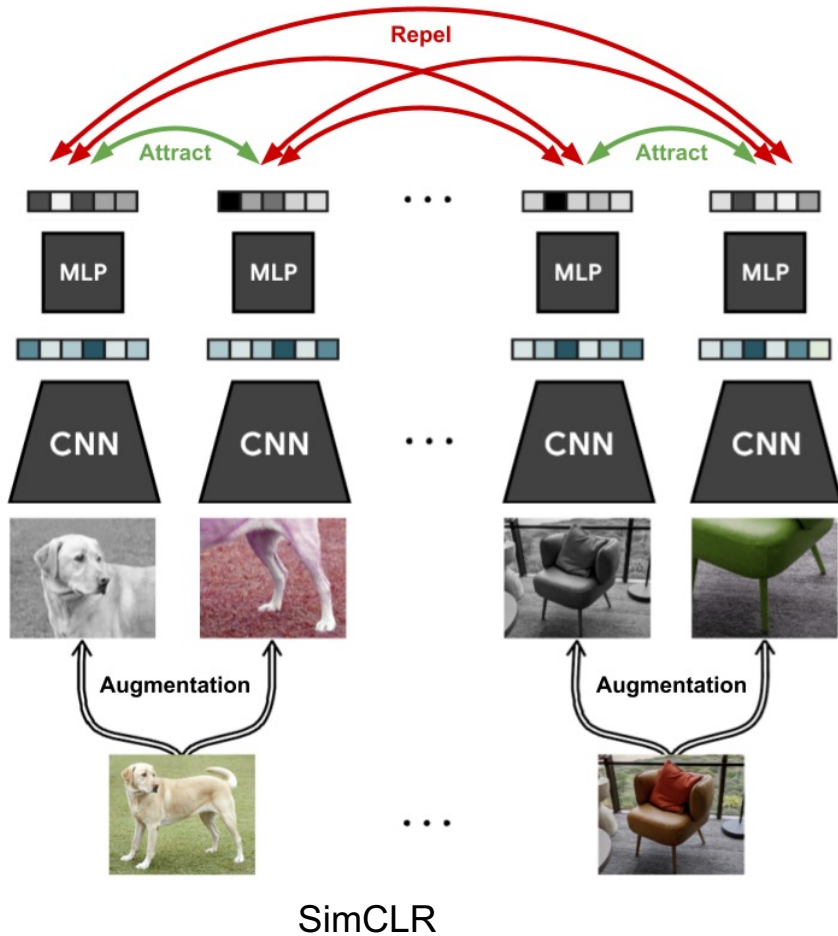 Repel
Attract
Attract
. . .
MLP
MLP
MLP
MLP
CNN
CNN
. . .
CNN
CNN
Augmentation
Augmentation
. . .
SimCLR